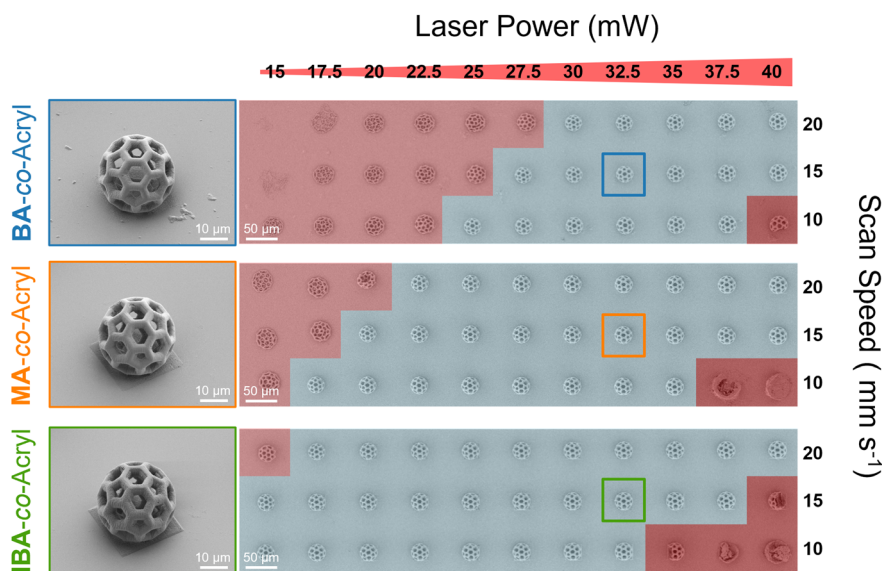 Laser Power (mW)
15 17.5 20 22.5 25 27.5 30 32.5 35 37.5 40
BA-co-Acryl
10 µm
50 µm
20
15
10
MA-co-Acryl
10 µm
50 µm
20
15
10
IBA-co-Acryl
10 µm
50 µm
20
15
10
Scan Speed ( mm s-1)